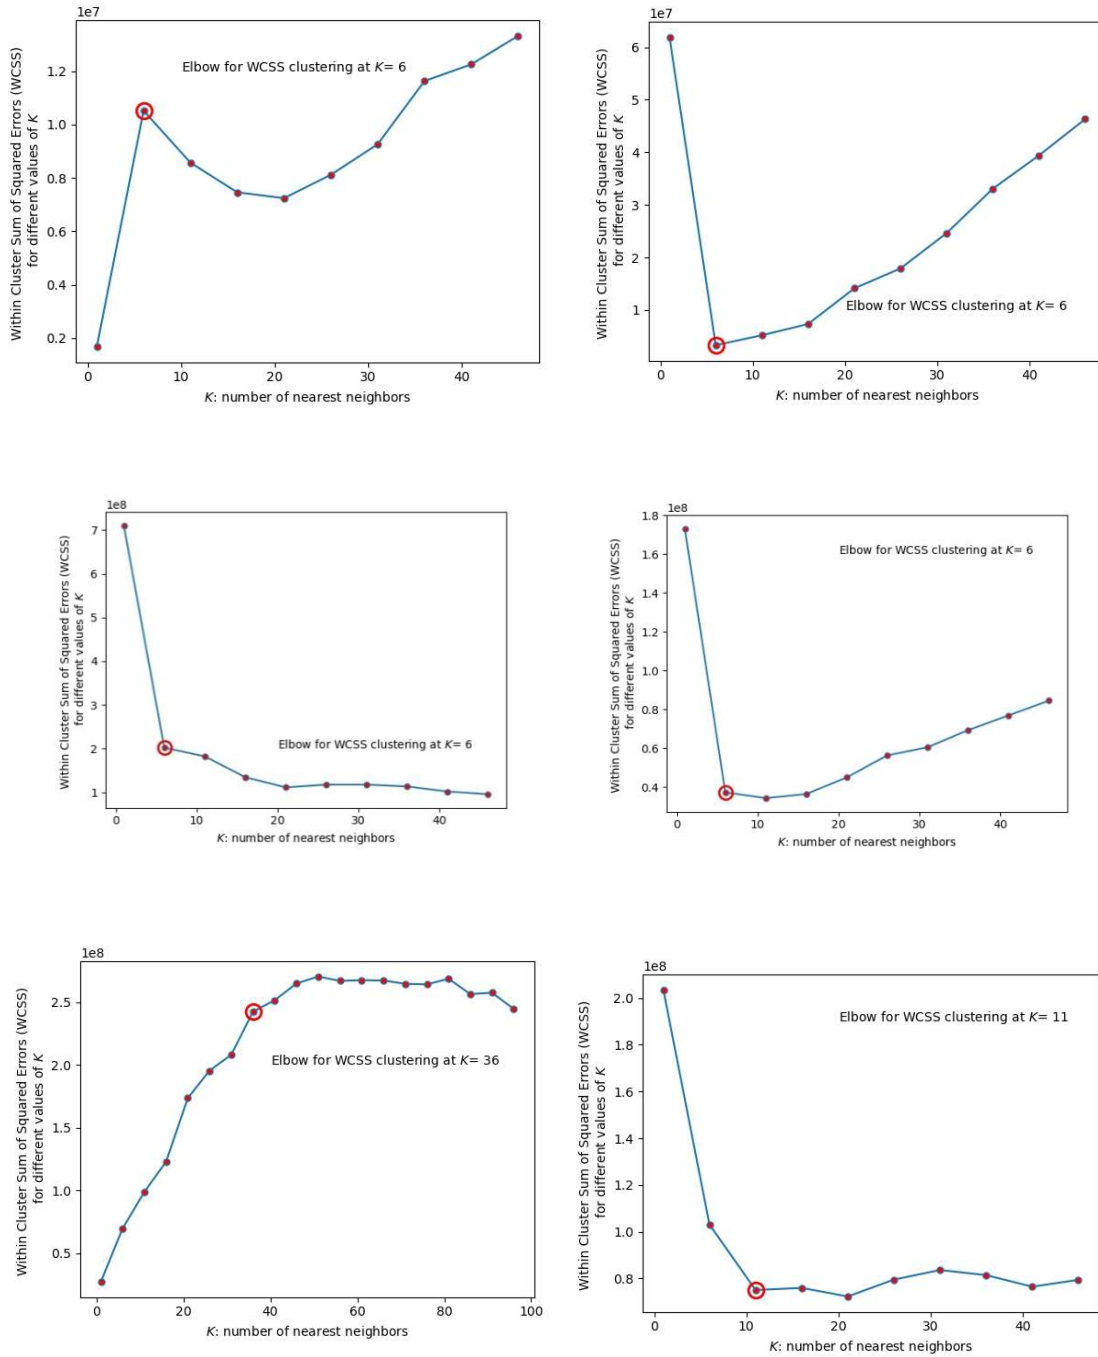 1e7
Within Cluster Sum of Squared Errors (WCSS)
for different values of K
1.2
1.0
0.8
0.6
0.4
0.2
Elbow for WCSS clustering at K= 6
0 10 20 30 40
K: number of nearest neighbors
1e7
Within Cluster Sum of Squared Errors (WCSS)
for different values of K
6
5
4
3
2
1
Elbow for WCSS clustering at K= 6
0 10 20 30 40
K: number of nearest neighbors
1e8
Within Cluster Sum of Squared Errors (WCSS)
for different values of K
7
6
5
4
3
2
1
Elbow for WCSS clustering at K= 6
0 10 20 30 40
K: number of nearest neighbors
1e8
Within Cluster Sum of Squared Errors (WCSS)
for different values of K
1.8
1.6
1.4
1.2
1.0
0.8
0.6
0.4
Elbow for WCSS clustering at K= 6
0 10 20 30 40
K: number of nearest neighbors
1e8
Within Cluster Sum of Squared Errors (WCSS)
for different values of K
2.5
2.0
1.5
1.0
0.5
Elbow for WCSS clustering at K= 36
0 20 40 60 80 100
K: number of nearest neighbors
1e8
Within Cluster Sum of Squared Errors (WCSS)
for different values of K
2.0
1.8
1.6
1.4
1.2
1.0
0.8
Elbow for WCSS clustering at K= 11
0 10 20 30 40
K: number of nearest neighbors